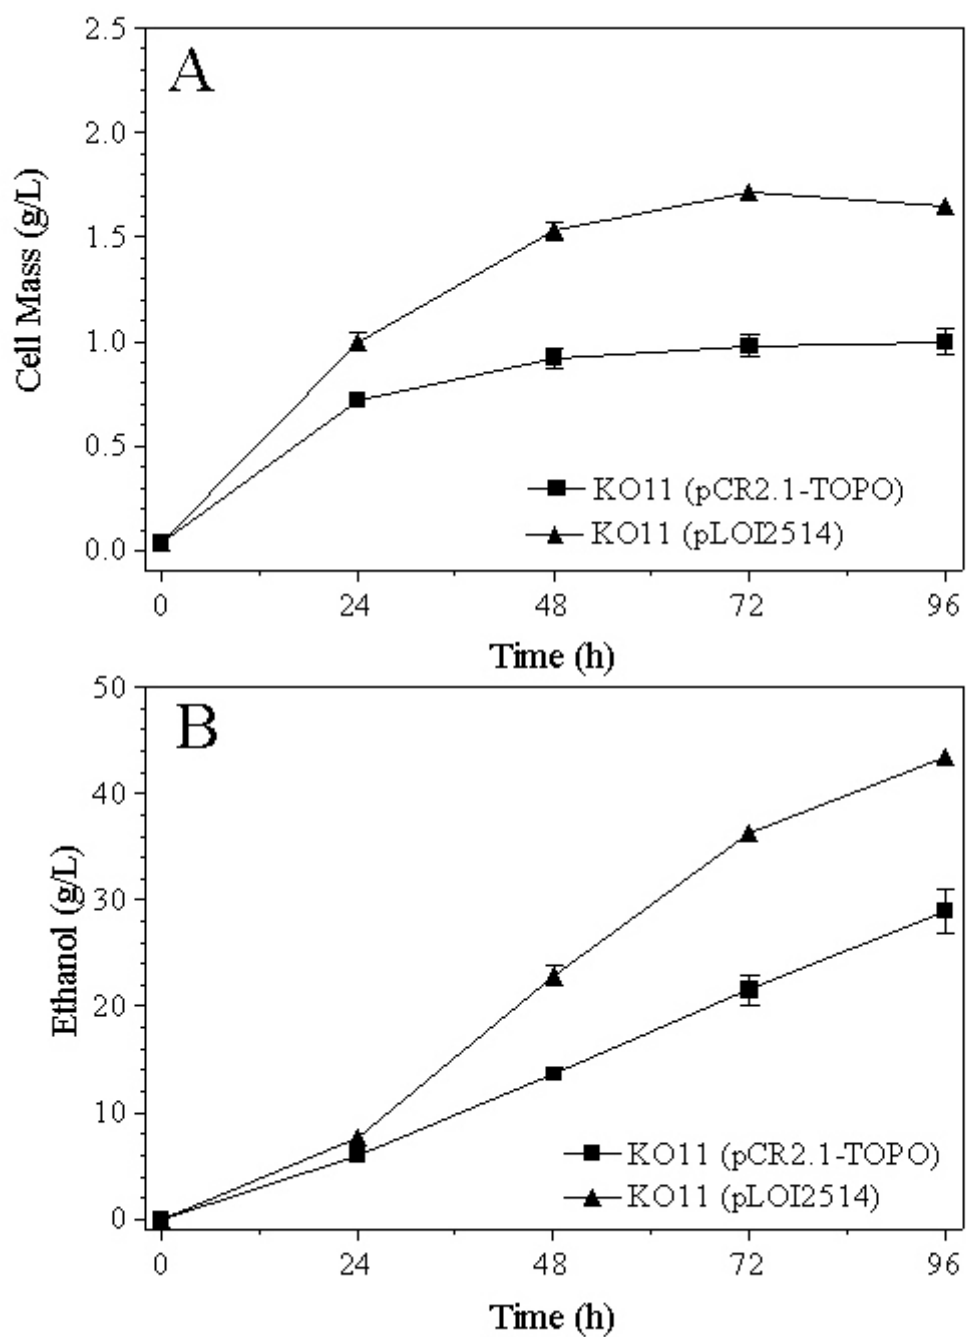 A
2.5
2.0
1.5
1.0
0.5
0.0
Cell Mass (g/L)
KO11 (pCR2.1-TOPO)
KO11 (pLOI2514)
0 24 48 72 96
Time (h)
B
50
40
30
20
10
0
Ethanol (g/L)
KO11 (pCR2.1-TOPO)
KO11 (pLOI2514)
0 24 48 72 96
Time (h)